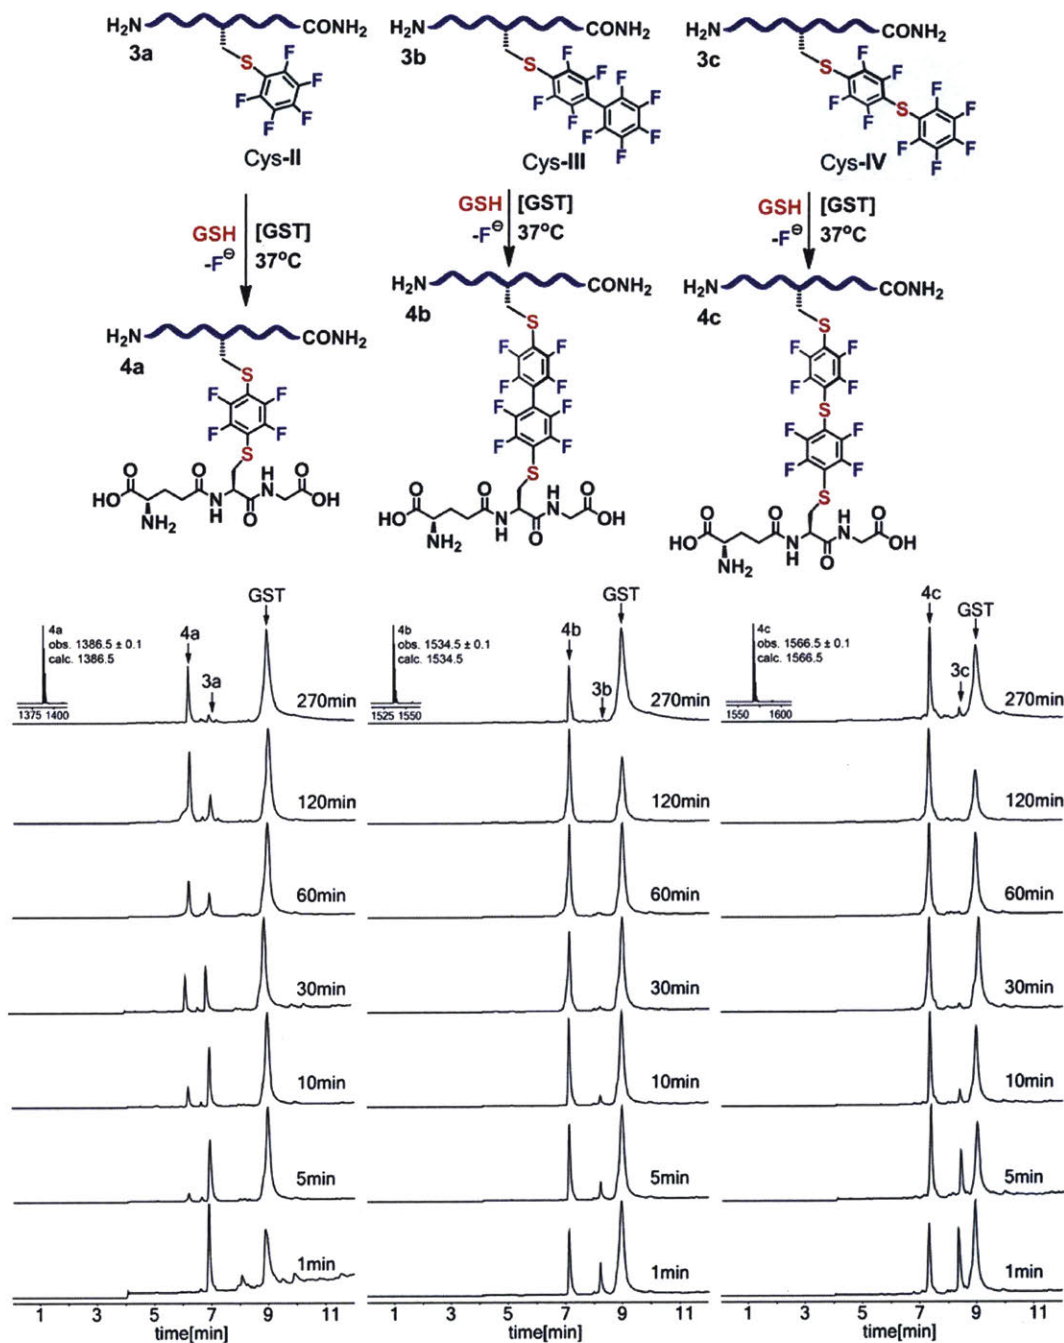 H₂N CONH₂ H₂N CONH₂ H₂N CONH₂
3a 3b 3c
S F F F F F
S F F F F F F F F F
S F F F F S F F F F F
Cys-II Cys-III Cys-IV
GSH [GST] GSH [GST] GSH [GST]
-F⊖ 37°C -F⊖ 37°C -F⊖ 37°C
H₂N CONH₂ H₂N CONH₂ H₂N CONH₂
4a 4b 4c
S F F F F S
S F F F F F F F F S
S F F F F S F F F F S
HO O NH₂ O N H O H N O OH
HO O NH₂ O N H O H N O OH
HO O NH₂ O N H O H N O OH
4a
obs. 1386.5 ± 0.1
calc. 1386.5
1375 1400
4a
3a
GST
270min
120min
60min
30min
10min
5min
1min
1 3 5 7 9 11
time[min]
4b
obs. 1534.5 ± 0.1
calc. 1534.5
1525 1550
4b
3b
GST
270min
120min
60min
30min
10min
5min
1min
1 3 5 7 9 11
time[min]
4c
obs. 1566.5 ± 0.1
calc. 1566.5
1550 1600
4c
3c
GST
270min
120min
60min
30min
10min
5min
1min
1 3 5 7 9 11
time[min]